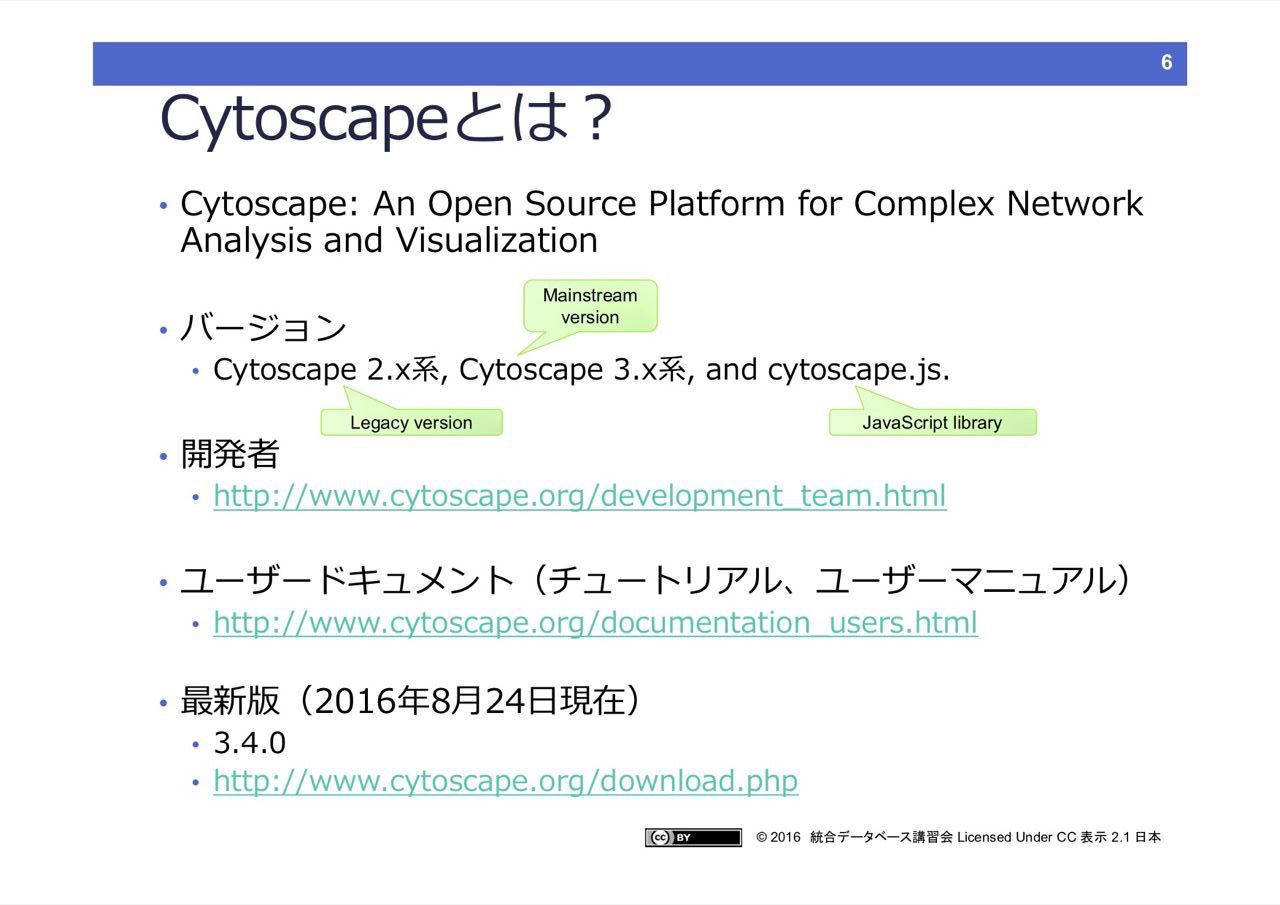 6
Cytoscapeとは？
• Cytoscape: An Open Source Platform for Complex Network
Analysis and Visualization
Mainstream
version
• バージョン
• Cytoscape 2.x系, Cytoscape 3.x系, and cytoscape.js.
Legacy version
JavaScript library
• 開発者
• http://www.cytoscape.org/development_team.html
• ユーザードキュメント（チュートリアル、ユーザーマニュアル）
• http://www.cytoscape.org/documentation_users.html
• 最新版（2016年8月24日現在）
• 3.4.0
• http://www.cytoscape.org/download.php
cc BY
© 2016 統合データベース講習会 Licensed Under CC 表示 2.1 日本